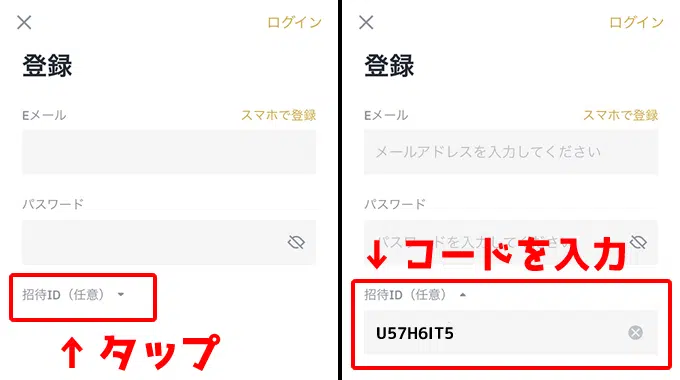 ログイン
登録
Eメール
スマホで登録
パスワード
招待ID（任意）
↑タップ
ログイン
登録
Eメール
スマホで登録
メールアドレスを入力してください
パスワード
パスワードを入力してください
↓コードを入力
招待ID（任意）
U57H6IT5